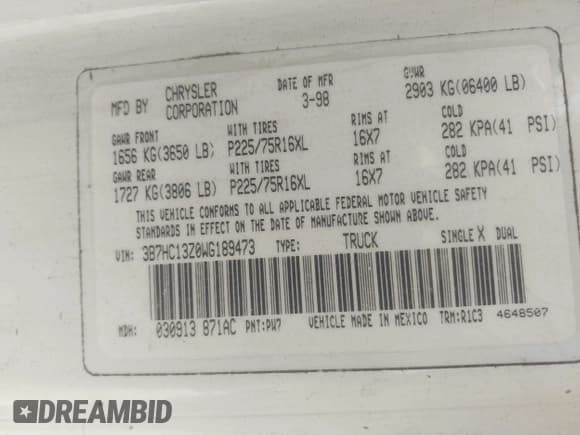 MFD BY CHRYSLER CORPORATION DATE OF MFR 3-98 GVWR 2903 KG(06400 LB)
GAWR FRONT WITH TIRES RIMS AT COLD
1656 KG(3650 LB) P225/75R16XL 16X7 282 KPA(41 PSI)
GAWR REAR WITH TIRES RIMS AT COLD
1727 KG(3806 LB) P225/75R16XL 16X7 282 KPA(41 PSI)
THIS VEHICLE CONFORMS TO ALL APPLICABLE FEDERAL MOTOR VEHICLE SAFETY
STANDARDS IN EFFECT ON THE DATE OF MANUFACTURE SHOWN ABOVE.
VIN: 3B7HC13Z0WG189473 TYPE: TRUCK SINGLE X DUAL
MDH: 030913 871AC PNT:PW7 VEHICLE MADE IN MEXICO TRM:R1C3 4648507
DREAMBID